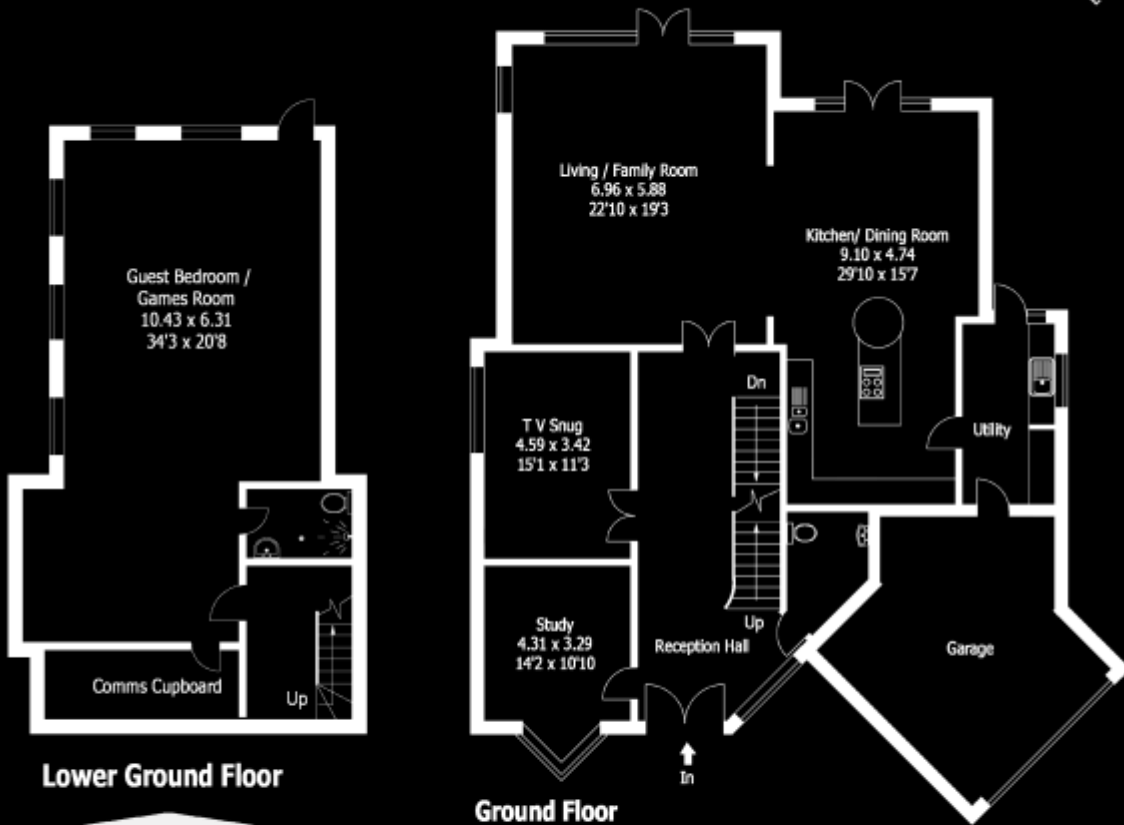 Guest Bedroom /
Games Room
10.43 x 6.31
34'3 x 20'8
Comms Cupboard
Up
Lower Ground Floor
Living / Family Room
6.96 x 5.88
22'10 x 19'3
Kitchen/ Dining Room
9.10 x 4.74
29'10 x 15'7
Dn
T V Snug
4.59 x 3.42
15'1 x 11'3
Utility
Study
4.31 x 3.29
14'2 x 10'10
Up
Reception Hall
Garage
In
Ground Floor